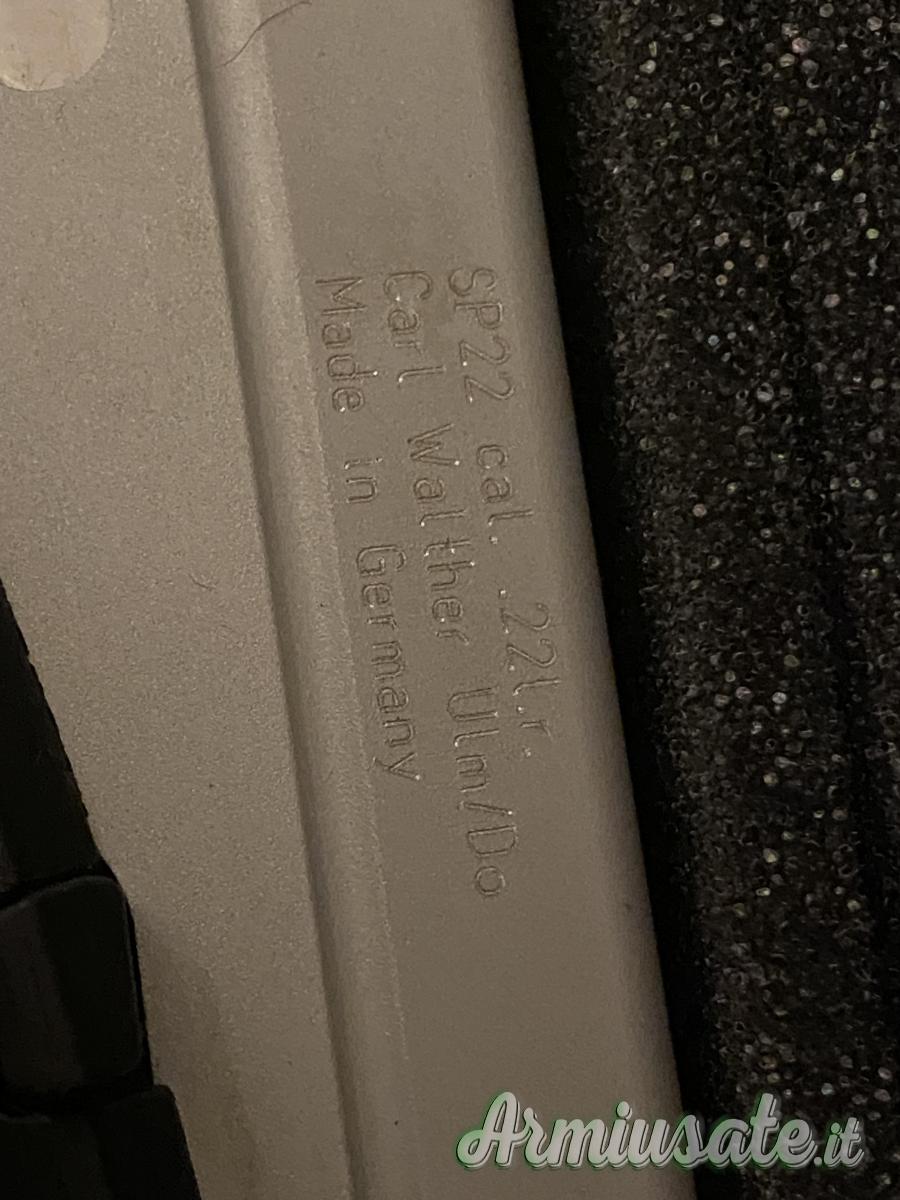 SP22 cal. .22l.r.
Carl Walther Ulm/Do
Made in Germany
Armiusate.it